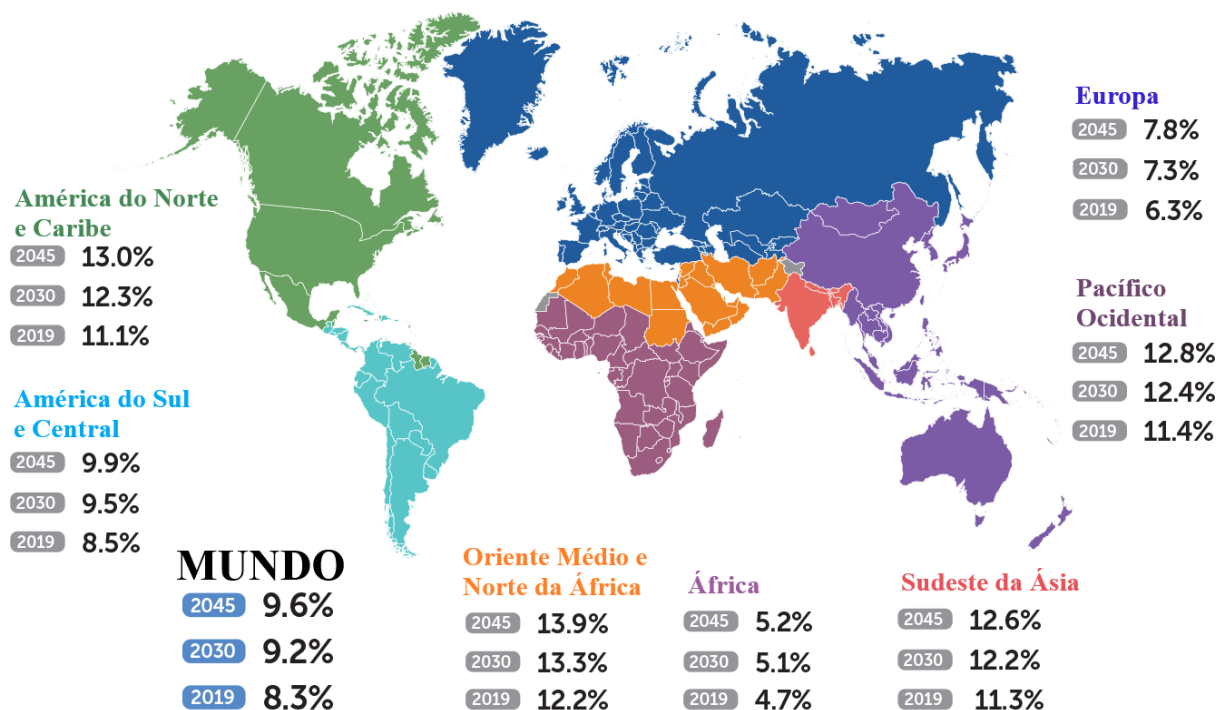 Europa
2045 7.8%
2030 7.3%
2019 6.3%
América do Norte
e Caribe
2045 13.0%
2030 12.3%
2019 11.1%
Pacífico
Ocidental
2045 12.8%
2030 12.4%
2019 11.4%
América do Sul
e Central
2045 9.9%
2030 9.5%
2019 8.5%
MUNDO
2045 9.6%
2030 9.2%
2019 8.3%
Oriente Médio e
Norte da África
2045 13.9%
2030 13.3%
2019 12.2%
África
2045 5.2%
2030 5.1%
2019 4.7%
Sudeste da Ásia
2045 12.6%
2030 12.2%
2019 11.3%